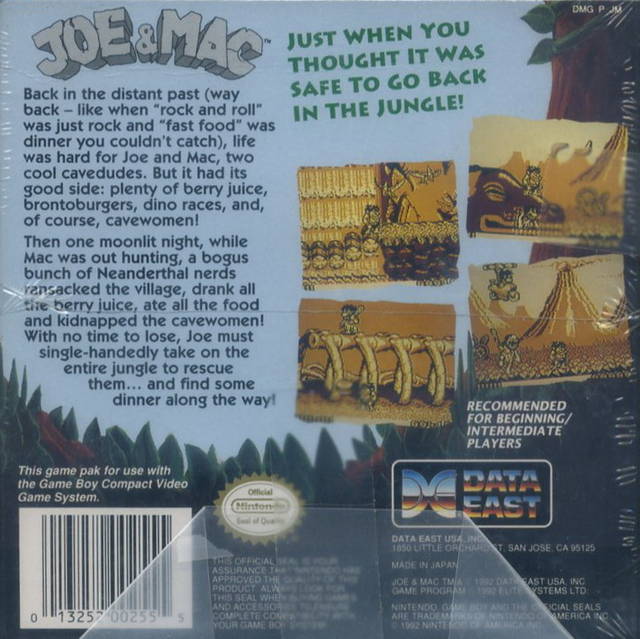 DMG P JM
JOE & MAC™
JUST WHEN YOU
THOUGHT IT WAS
SAFE TO GO BACK
IN THE JUNGLE!
Back in the distant past (way
back – like when "rock and roll"
was just rock and "fast food" was
dinner you couldn't catch), life
was hard for Joe and Mac, two
cool cavedudes. But it had its
good side: plenty of berry juice,
brontoburgers, dino races, and,
of course, cavewomen!
Then one moonlit night, while
Mac was out hunting, a bogus
bunch of Neanderthal nerds
ransacked the village, drank all
the berry juice, ate all the food
and kidnapped the cavewomen!
With no time to lose, Joe must
single-handedly take on the
entire jungle to rescue
them... and find some
dinner along the way!
RECOMMENDED
FOR BEGINNING/
INTERMEDIATE
PLAYERS
This game pak for use with
the Game Boy Compact Video
Game System.
Official
Nintendo
Seal of Quality
DATA
EAST
DATA EAST USA, INC.
1850 LITTLE ORCHARD ST. SAN JOSE, CA 95125
MADE IN JAPAN
JOE & MAC TM & 1992 DATA EAST USA, INC.
GAME PROGRAM 1992 ELITE SYSTEMS LTD.
NINTENDO, GAME BOY AND THE OFFICIAL SEALS
ARE TRADEMARKS OF NINTENDO OF AMERICA INC.
© 1992 NINTENDO OF AMERICA INC.
THIS OFFICIAL SEAL IS YOUR
ASSURANCE THAT NINTENDO HAS
APPROVED THE QUALITY OF THIS
PRODUCT. ALWAYS LOOK FOR
THIS SEAL WHEN BUYING GAMES
AND ACCESSORIES TO ENSURE
COMPLETE COMPATIBILITY WITH
YOUR GAME BOY SYSTEM
0 13252 00255 5